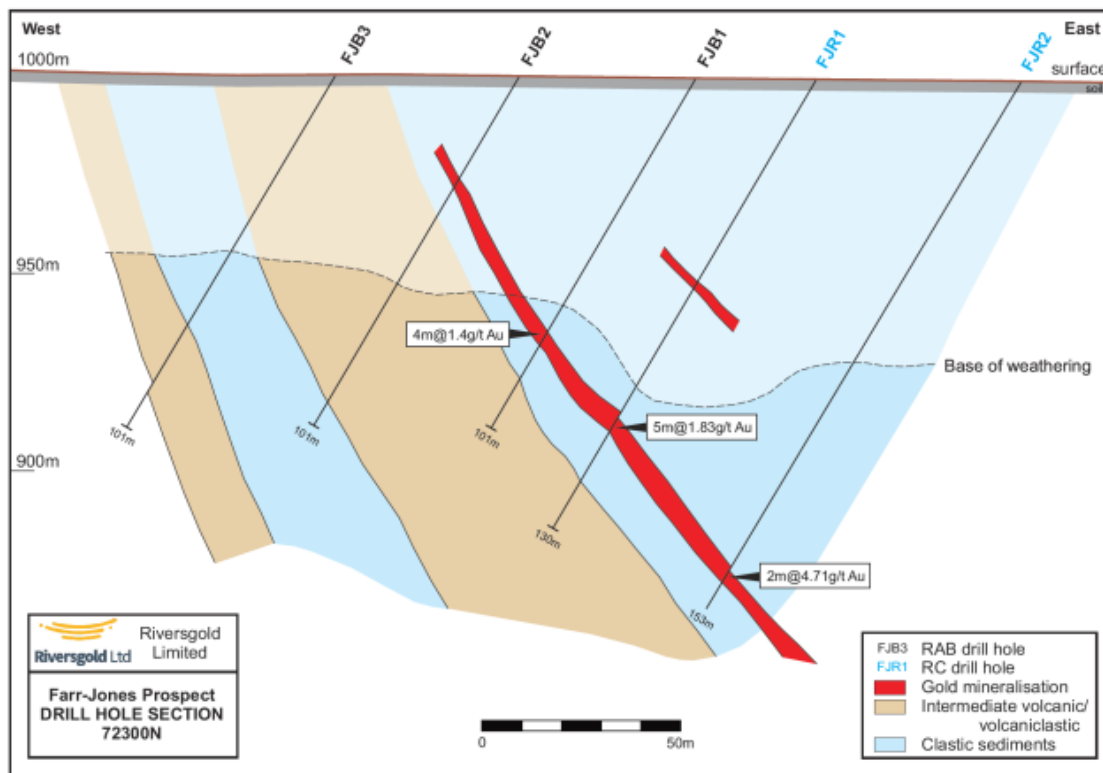 West
East
1000m
FJB3
FJB2
FJB1
FJR1
FJR2
surface
soil
950m
4m@1.4g/t Au
Base of weathering
5m@1.83g/t Au
101m
101m
101m
900m
130m
2m@4.71g/t Au
153m
Riversgold Ltd
Riversgold
Limited
Farr-Jones Prospect
DRILL HOLE SECTION
72300N
0
50m
FJB3 RAB drill hole
FJR1 RC drill hole
Gold mineralisation
Intermediate volcanic/
volcaniclastic
Clastic sediments